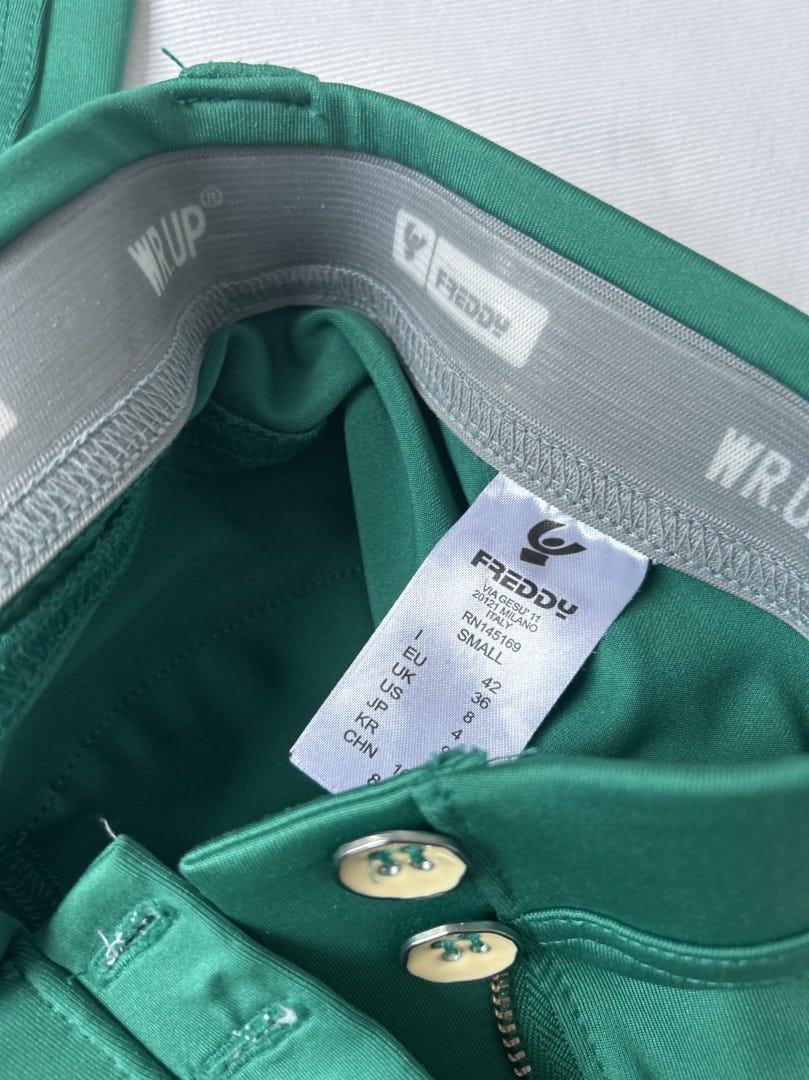 WR.UP®
FREDDY
WR.U
FREDDY
VIA GESU' 11
20121 MILANO
ITALY
RN145169
SMALL
I 42
EU 36
UK 8
US 4
JP
KR
CHN